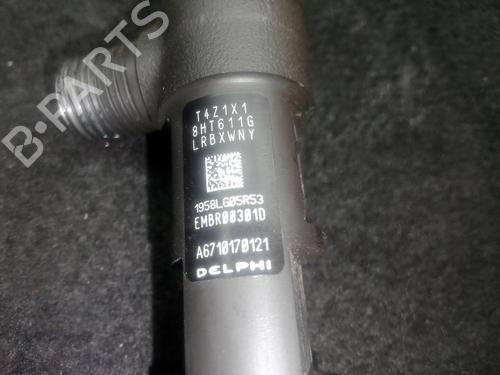 T4Z1X1
8HT611G
LRBXWNY
1958LG05R53
EMBR00301D
A6710170121
DELPHI
B-PARTS